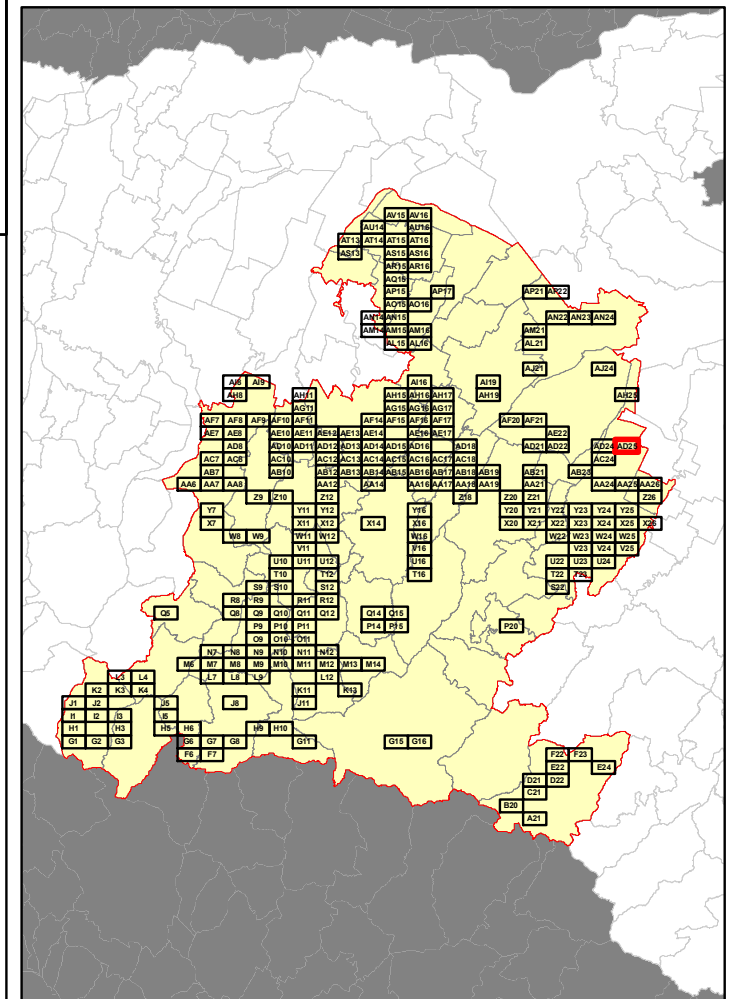 AV15 AV16
AU14 AU16
AT13 AT14 AT15 AT16
AS13 AS15 AS16
AR15 AR16
AQ15
AP15 AP17 AP21 AP22
AO15 AO16
AN14 AN15 AN22 AN23 AN24
AM14 AM15 AM16 AM21
AL15 AL16 AL21
AJ21 AJ24
AI8 AI9 AI16 AI19
AH8 AH11 AH15 AH16 AH17 AH19 AH25
AG11 AG15 AG16 AG17
AF7 AF8 AF9 AF10 AF11 AF14 AF15 AF16 AF17 AF20 AF21
AE7 AE8 AE10 AE11 AE12 AE13 AE14 AE16 AE17 AE22
AD8 AD10 AD11 AD12 AD13 AD14 AD15 AD16 AD18 AD21 AD22 AD24 AD25
AC7 AC8 AC10 AC12 AC13 AC14 AC15 AC16 AC17 AC18 AC24
AB7 AB10 AB12 AB13 AB14 AB15 AB16 AB17 AB18 AB19 AB21 AB23
AA6 AA7 AA8 AA12 AA14 AA16 AA17 AA18 AA19 AA21 AA24 AA25 AA26
Z9 Z10 Z12 Z18 Z20 Z21 Z26
Y7 Y11 Y12 Y16 Y20 Y21 Y22 Y23 Y24 Y25
X7 X11 X12 X14 X16 X20 X21 X22 X23 X24 X25 X26
W8 W9 W11 W12 W16 W22 W23 W24 W25
V11 V16 V23 V24 V25
U10 U11 U12 U16 U22 U23 U24
T10 T12 T16 T22 T23
S9 S10 S12 S22
R8 R9 R11 R12
Q5 Q8 Q9 Q10 Q11 Q12 Q14 Q15
P9 P10 P11 P14 P15 P20
O9 O10 O11
N7 N8 N9 N10 N11 N12
M6 M7 M8 M9 M10 M11 M12 M13 M14
L3 L4 L7 L8 L9 L12
K2 K3 K4 K11 K13
J1 J2 J5 J8 J11
I1 I2 I3 I5
H1 H3 H5 H6 H9 H10
G1 G2 G3 G6 G7 G8 G11 G15 G16
F6 F7 F22 F23
E22 E24
D21 D22
C21
B20
A21